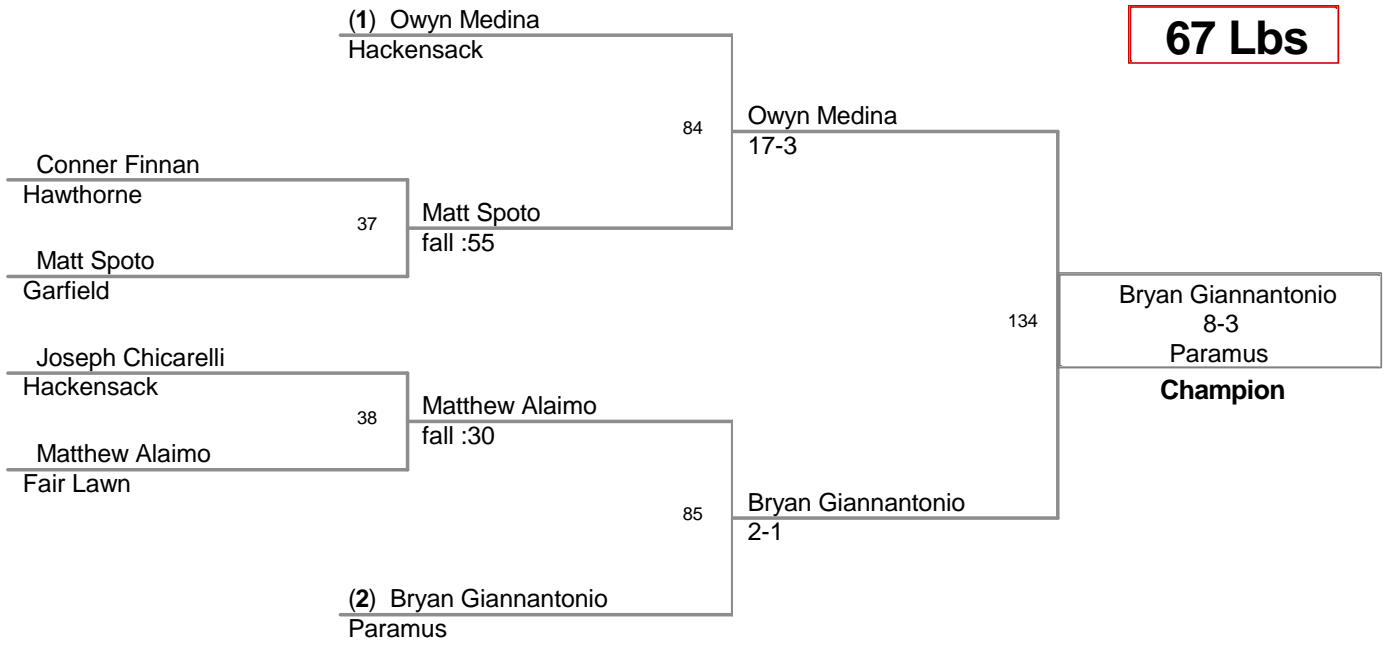 (1) Owyn Medina
Hackensack
67 Lbs
84
Owyn Medina
17-3
Conner Finnan
Hawthorne
37
Matt Spoto
fall :55
Matt Spoto
Garfield
134
Bryan Giannantonio
8-3
Paramus
Champion
Joseph Chicarelli
Hackensack
38
Matthew Alaimo
fall :30
Matthew Alaimo
Fair Lawn
85
Bryan Giannantonio
2-1
(2) Bryan Giannantonio
Paramus